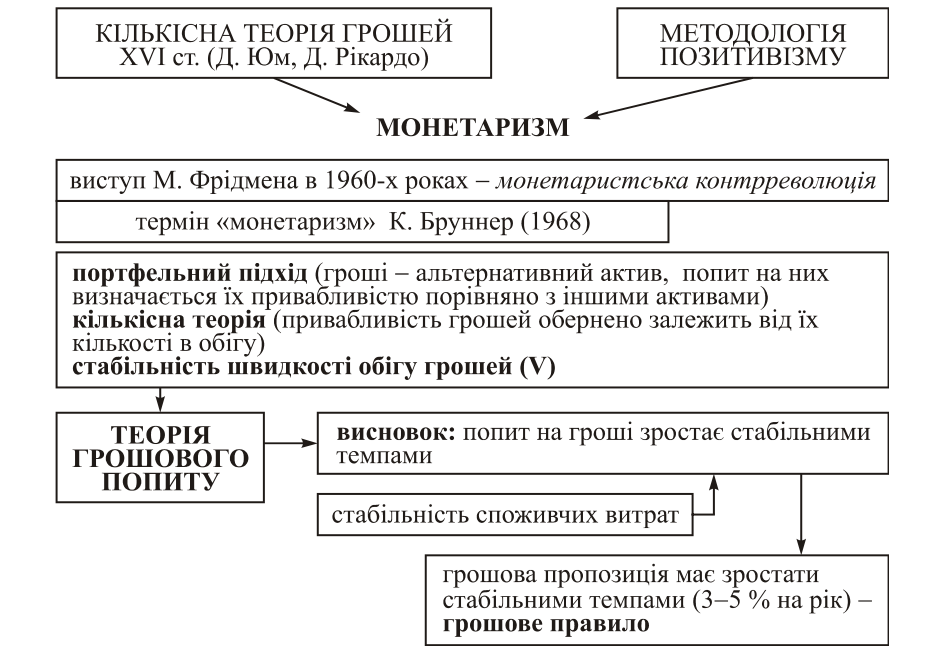 КІЛЬКІСНА ТЕОРІЯ ГРОШЕЙ
XVI ст. (Д. Юм, Д. Рікардо)
МЕТОДОЛОГІЯ
ПОЗИТИВІЗМУ
МОНЕТАРИЗМ
виступ М. Фрідмена в 1960-х роках – монетаристська контрреволюція
термін «монетаризм» К. Бруннер (1968)
портфельний підхід (гроші – альтернативний актив, попит на них
визначається їх привабливістю порівняно з іншими активами)
кількісна теорія (привабливість грошей обернено залежить від їх
кількості в обігу)
стабільність швидкості обігу грошей (V)
ТЕОРІЯ
ГРОШОВОГО
ПОПИТУ
висновок: попит на гроші зростає стабільними
темпами
стабільність споживчих витрат
грошова пропозиція має зростати
стабільними темпами (3–5 % на рік) –
грошове правило